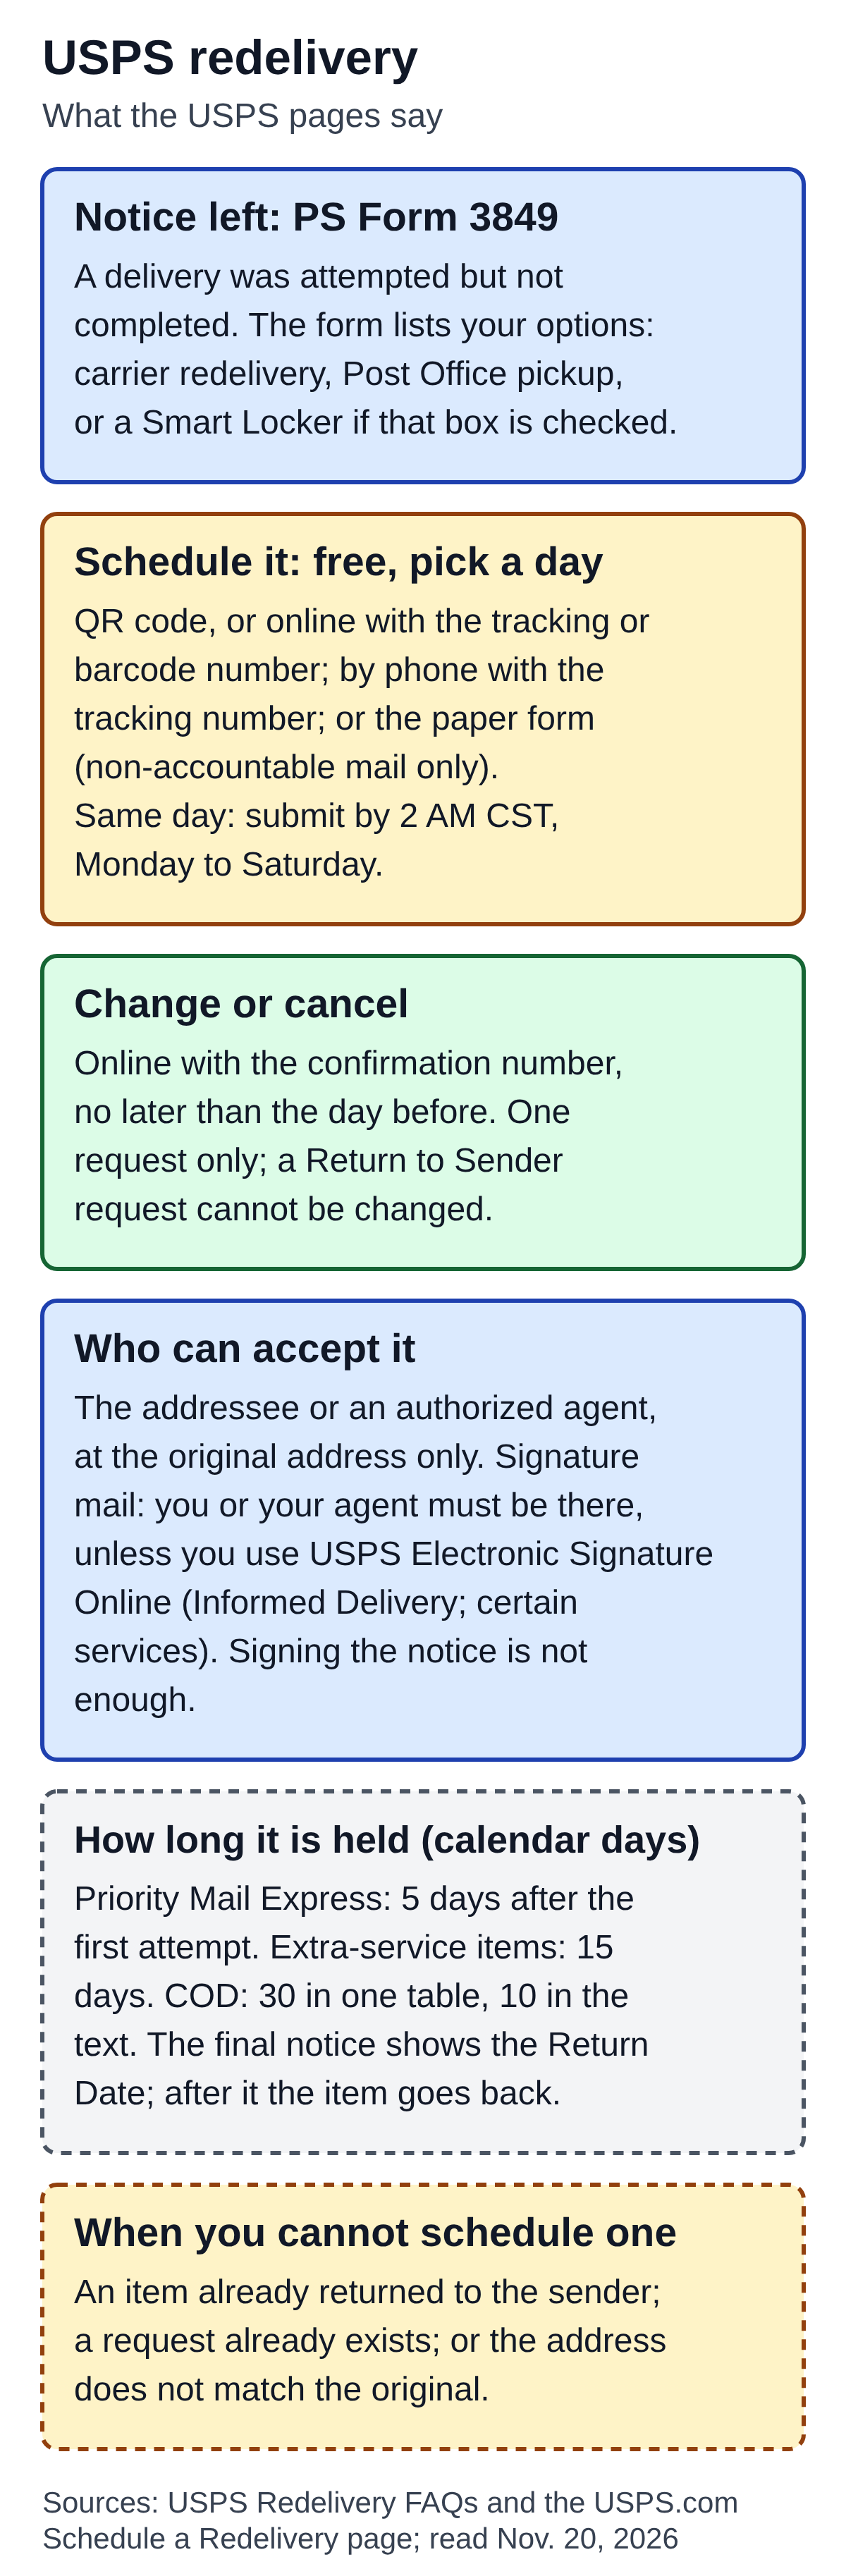 USPS redelivery
What the USPS pages say
Notice left: PS Form 3849
A delivery was attempted but not
completed. The form lists your options:
carrier redelivery, Post Office pickup,
or a Smart Locker if that box is checked.
Schedule it: free, pick a day
QR code, or online with the tracking or
barcode number; by phone with the
tracking number; or the paper form
(non-accountable mail only).
Same day: submit by 2 AM CST,
Monday to Saturday.
Change or cancel
Online with the confirmation number,
no later than the day before. One
request only; a Return to Sender
request cannot be changed.
Who can accept it
The addressee or an authorized agent,
at the original address only. Signature
mail: you or your agent must be there,
unless you use USPS Electronic Signature
Online (Informed Delivery; certain
services). Signing the notice is not
enough.
How long it is held (calendar days)
Priority Mail Express: 5 days after the
first attempt. Extra-service items: 15
days. COD: 30 in one table, 10 in the
text. The final notice shows the Return
Date; after it the item goes back.
When you cannot schedule one
An item already returned to the sender;
a request already exists; or the address
does not match the original.
Sources: USPS Redelivery FAQs and the USPS.com
Schedule a Redelivery page; read Nov. 20, 2026